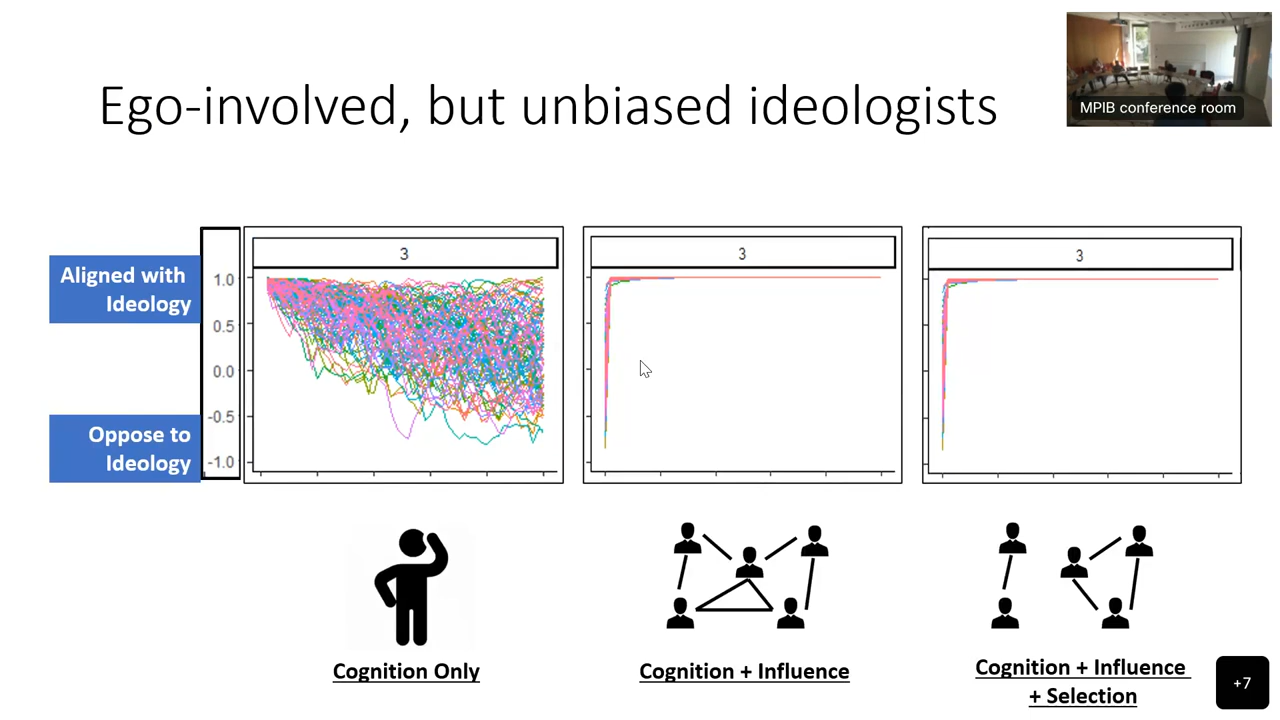 MPIB conference room
Ego-involved, but unbiased ideologists
Aligned with
Ideology
Oppose to
Ideology
1.0
0.5
0.0
-0.5
-1.0
3
3
3
Cognition Only
Cognition + Influence
Cognition + Influence
+ Selection
+7